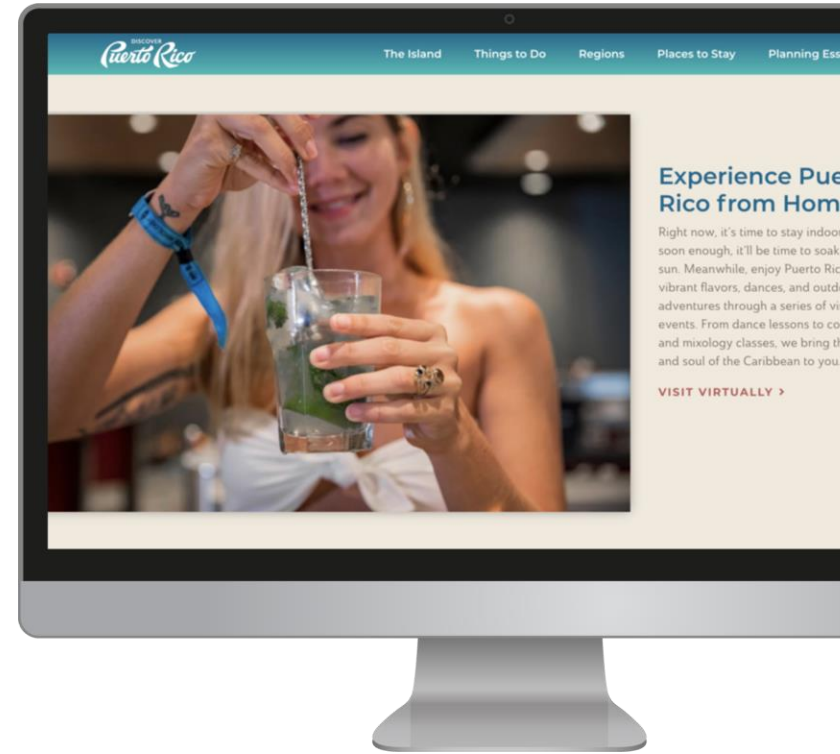 DISCOVER
Puerto Rico
The Island Things to Do Regions Places to Stay Planning Ess
Experience Pue
Rico from Hom
Right now, it's time to stay indoor
soon enough, it'll be time to soak
sun. Meanwhile, enjoy Puerto Ric
vibrant flavors, dances, and outd
adventures through a series of vi
events. From dance lessons to co
and mixology classes, we bring th
and soul of the Caribbean to you.
VISIT VIRTUALLY >